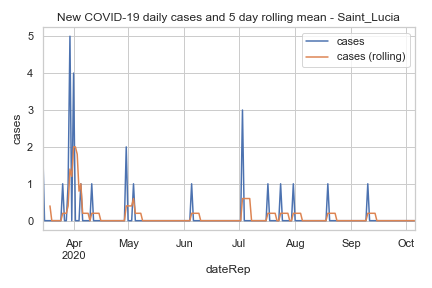 New COVID-19 daily cases and 5 day rolling mean - Saint_Lucia
cases
cases (rolling)
5
4
3
2
1
0
cases
Apr May Jun Jul Aug Sep Oct
2020
dateRep